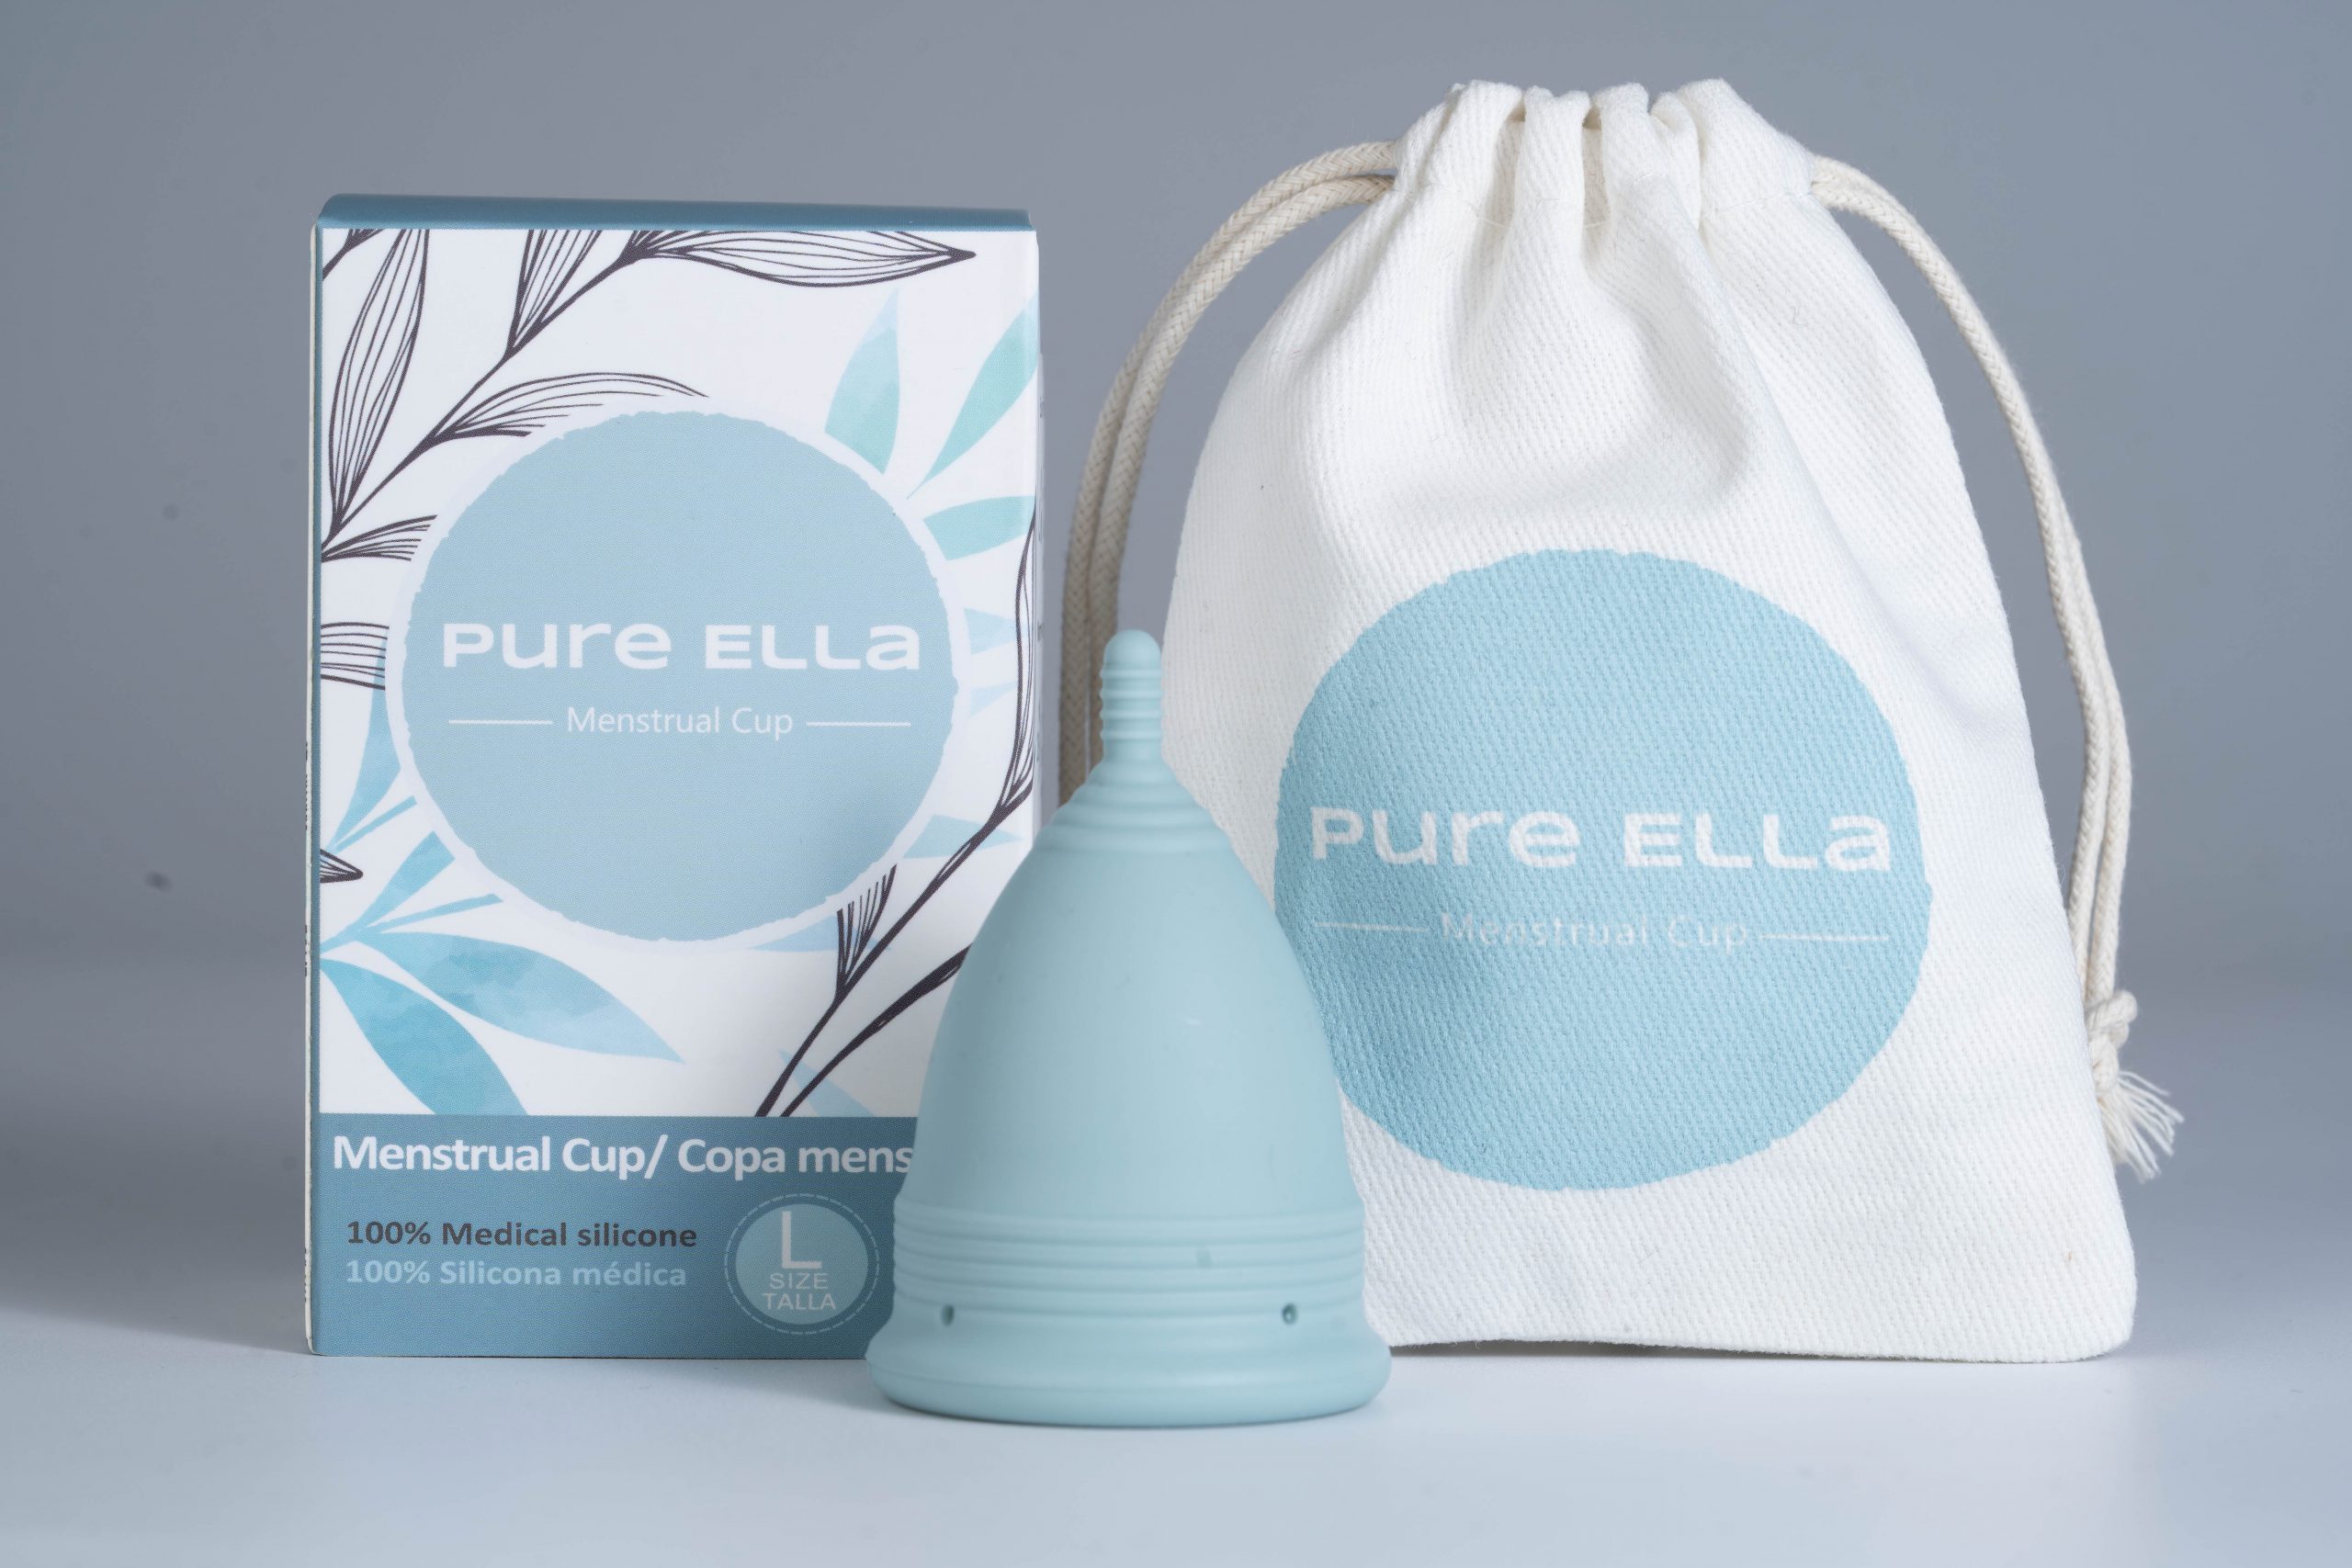 Pure Ella
Menstrual Cup
Menstrual Cup/ Copa mens
100% Medical silicone
100% Silicona médica
L
SIZE
TALLA
Pure Ella
Menstrual Cup